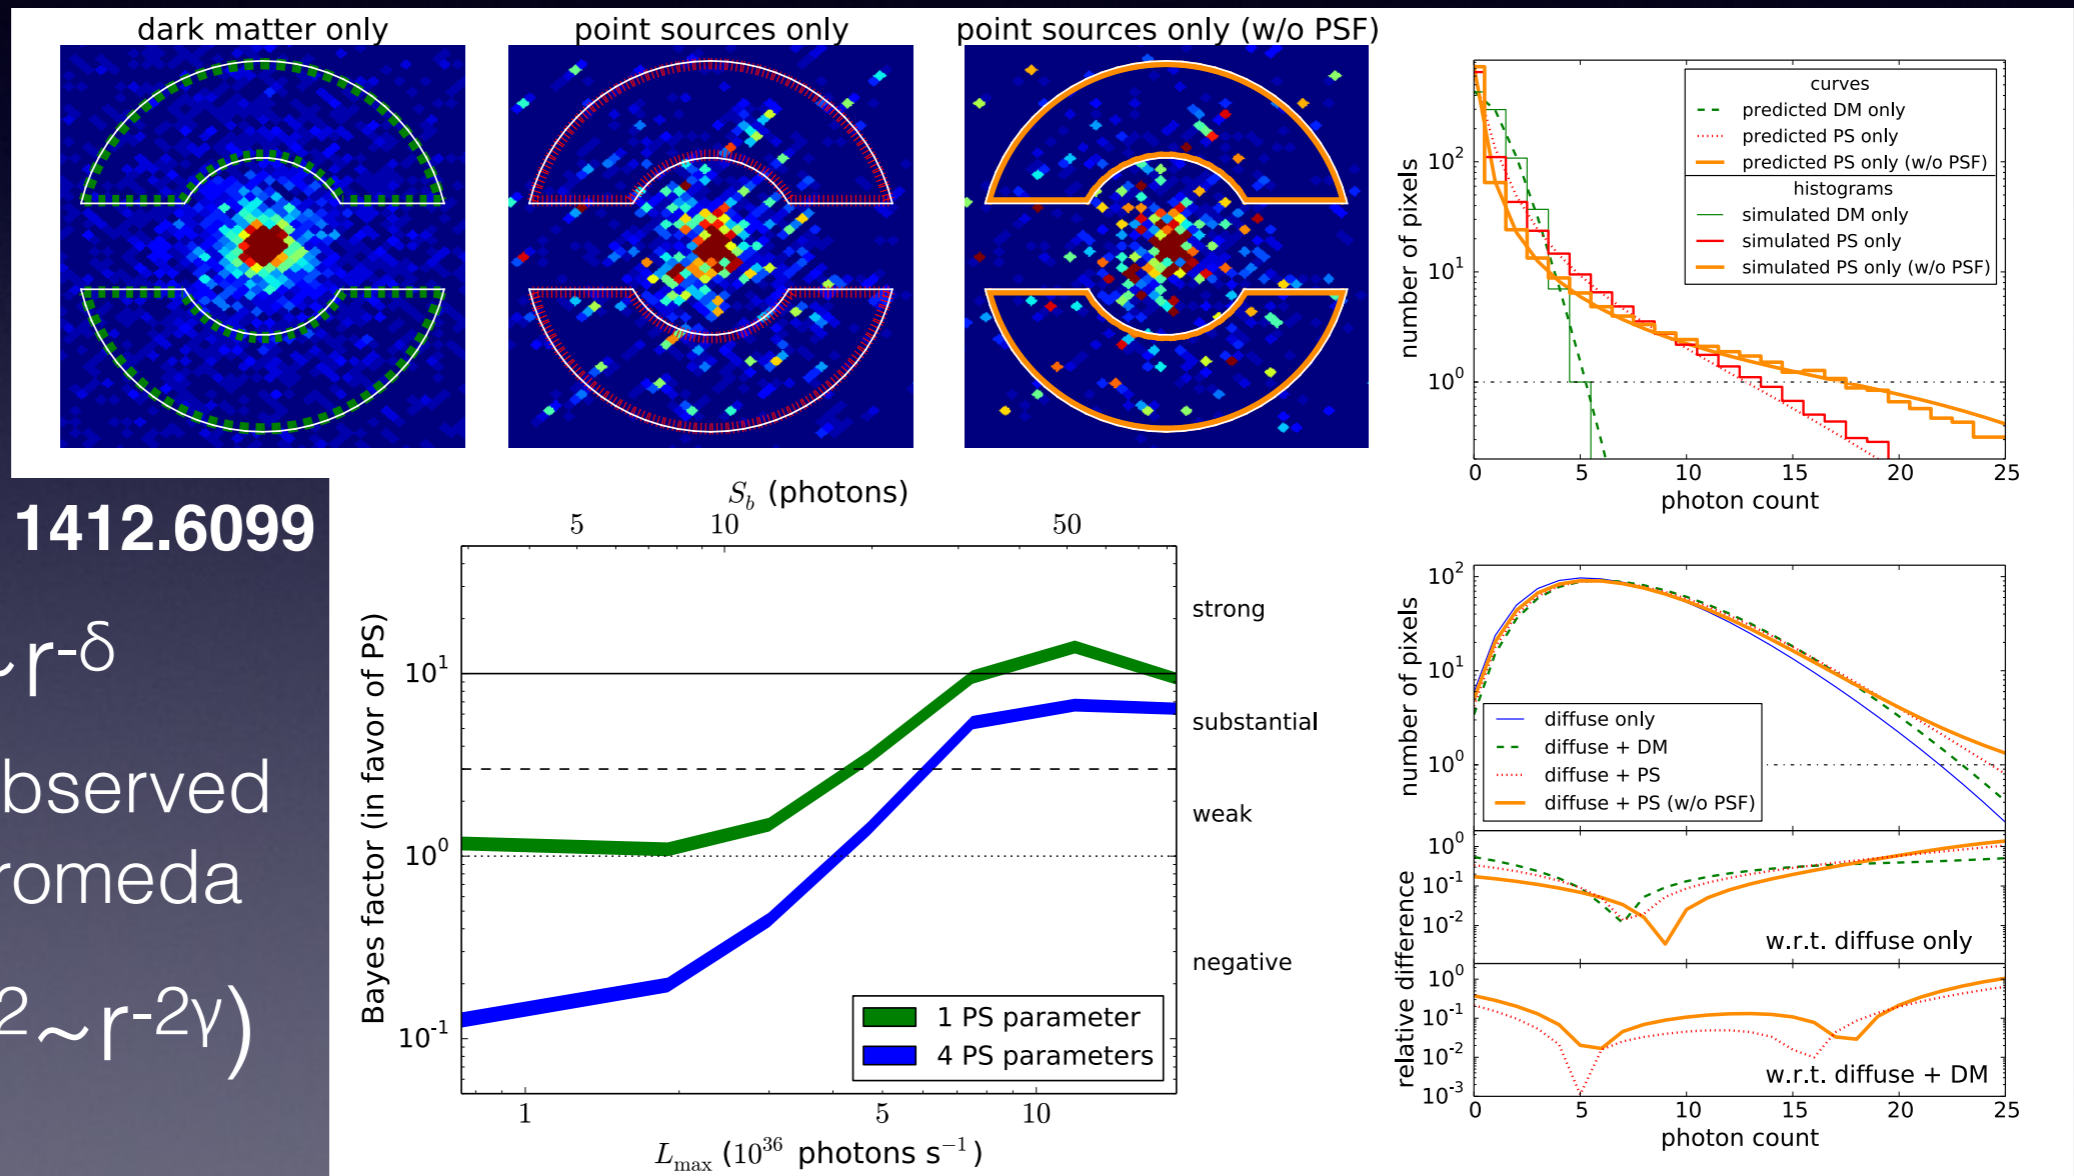 dark matter only
point sources only
point sources only (w/o PSF)
number of pixels
10²
10¹
10⁰
curves
predicted DM only
predicted PS only
predicted PS only (w/o PSF)
histograms
simulated DM only
simulated PS only
simulated PS only (w/o PSF)
0 5 10 15 20 25
photon count
1412.6099
~r-δ
bserved
romeda
2~r-2γ)
S_b (photons)
5 10 50
Bayes factor (in favor of PS)
10¹
10⁰
10⁻¹
strong
substantial
weak
negative
1 PS parameter
4 PS parameters
1 5 10
L_max (10³⁶ photons s⁻¹)
number of pixels
10²
10¹
10⁰
diffuse only
diffuse + DM
diffuse + PS
diffuse + PS (w/o PSF)
relative difference
10⁰
10⁻¹
10⁻²
w.r.t. diffuse only
10⁰
10⁻¹
10⁻²
10⁻³
w.r.t. diffuse + DM
0 5 10 15 20 25
photon count